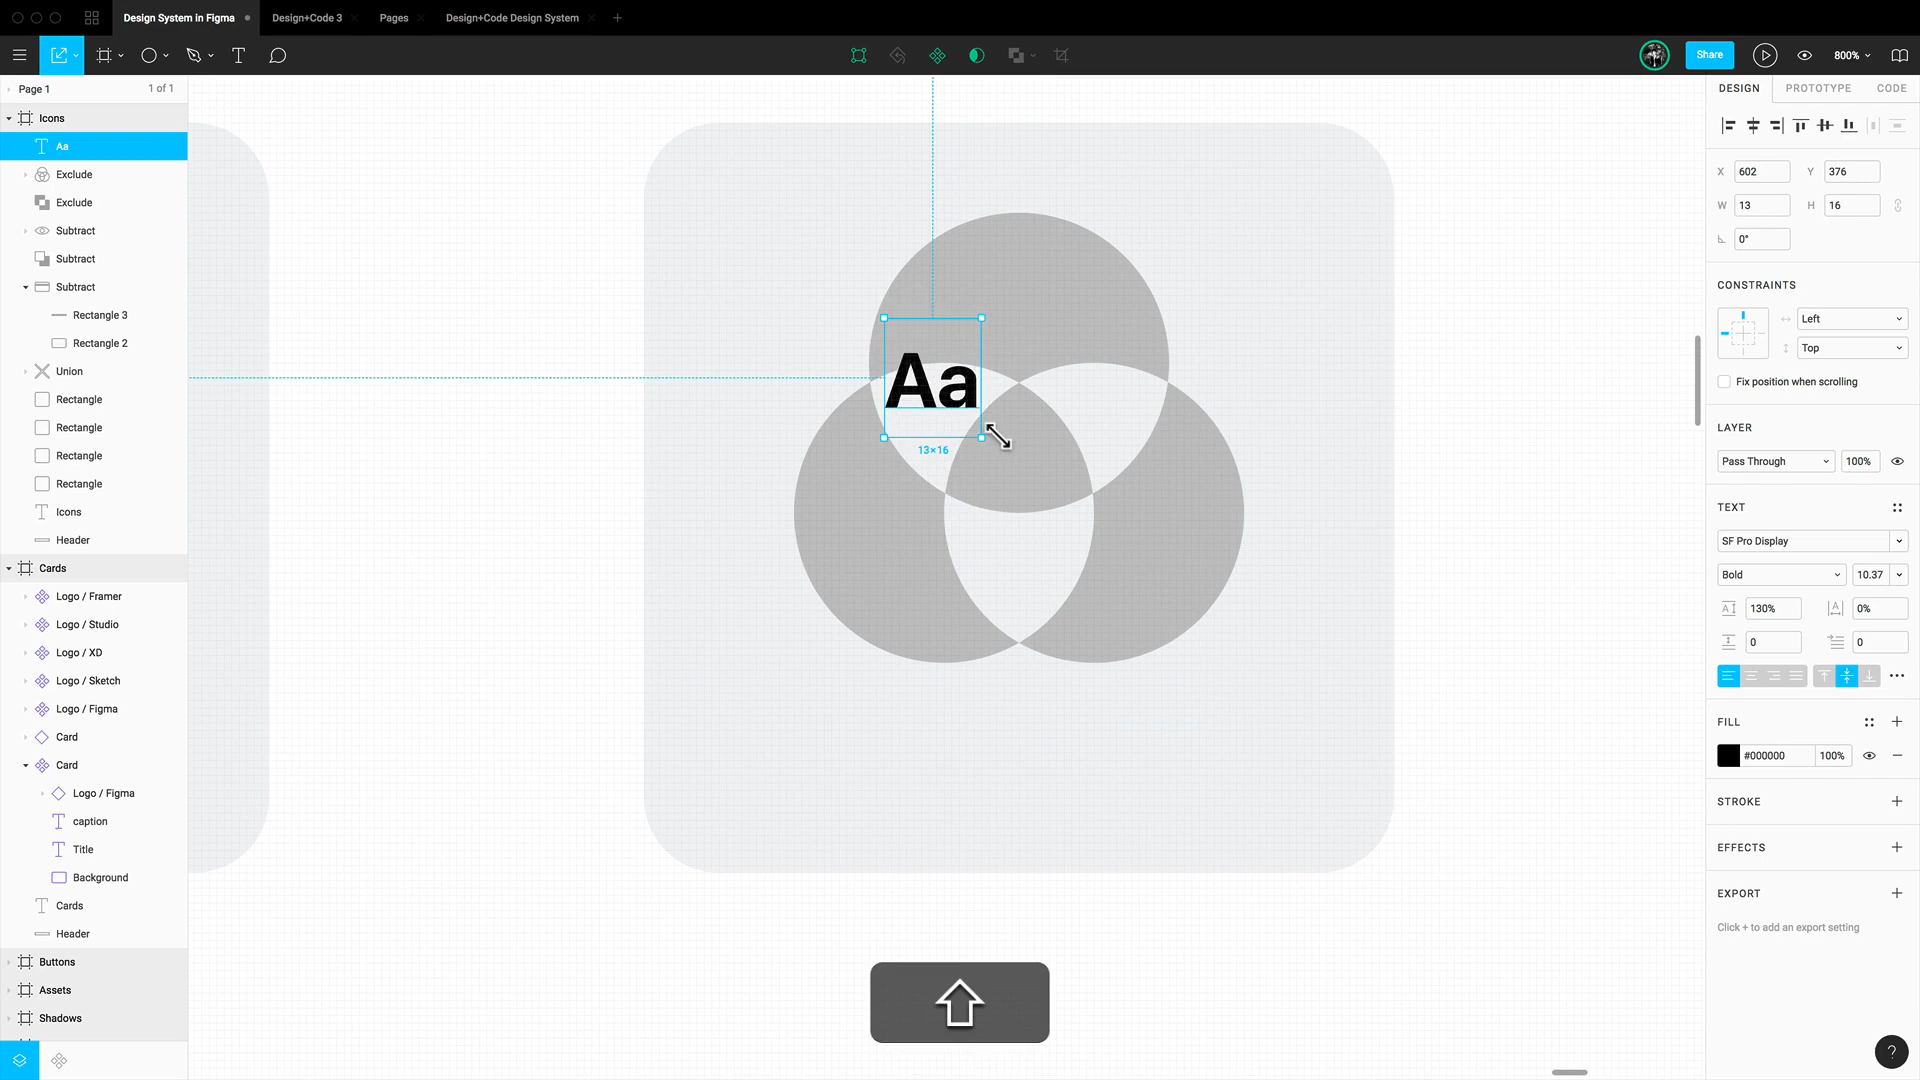 Design System in Figma
Design+Code 3
Pages
Design+Code Design System
T
Share
800%
Page 1
1 of 1
Icons
Aa
Exclude
Exclude
Subtract
Subtract
Subtract
Rectangle 3
Rectangle 2
Union
Rectangle
Rectangle
Rectangle
Rectangle
Icons
Header
Cards
Logo / Framer
Logo / Studio
Logo / XD
Logo / Sketch
Logo / Figma
Card
Card
Logo / Figma
caption
Title
Background
Cards
Header
Buttons
Assets
Shadows
Aa
13×16
DESIGN
PROTOTYPE
CODE
X 602 Y 376
W 13 H 16
0°
CONSTRAINTS
Left
Top
Fix position when scrolling
LAYER
Pass Through 100%
TEXT
SF Pro Display
Bold 10.37
130% 0%
0 0
FILL
#000000 100%
STROKE
EFFECTS
EXPORT
Click + to add an export setting
?